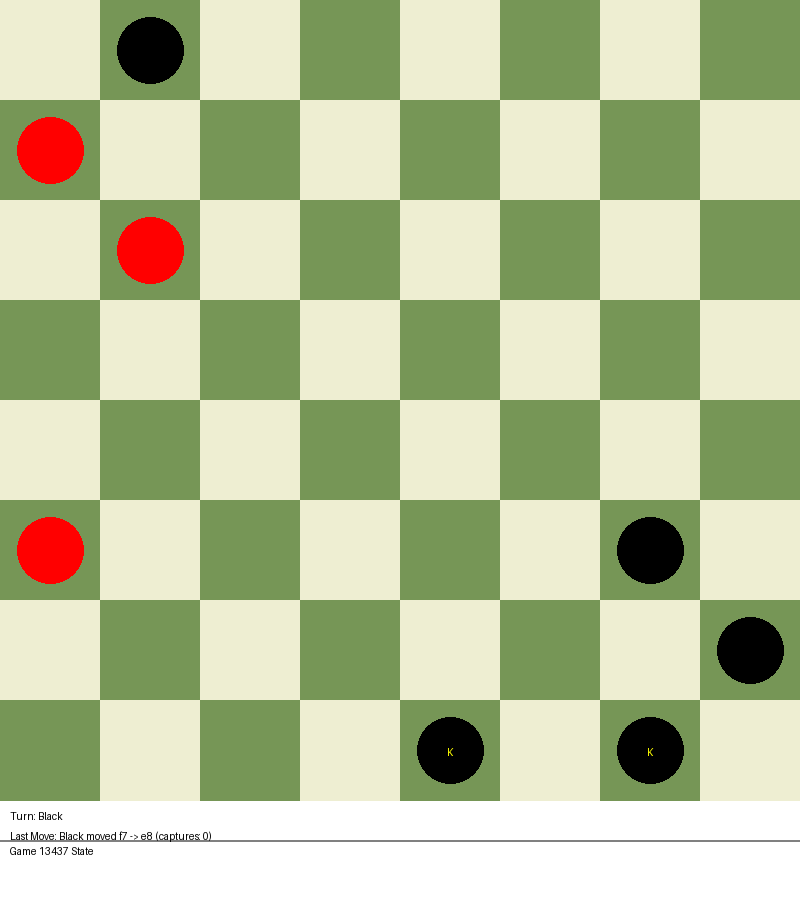 K
K
Turn: Black
Last Move: Black moved f7 -> e8 (captures: 0)
Game 13437 State